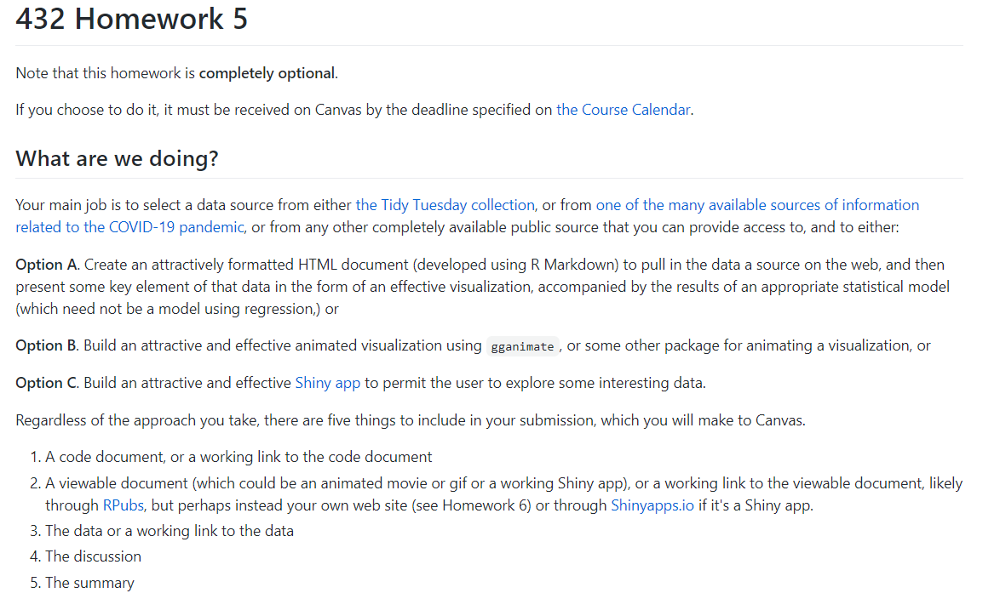 432 Homework 5
Note that this homework is completely optional.
If you choose to do it, it must be received on Canvas by the deadline specified on the Course Calendar.
What are we doing?
Your main job is to select a data source from either the Tidy Tuesday collection, or from one of the many available sources of information
related to the COVID-19 pandemic, or from any other completely available public source that you can provide access to, and to either:
Option A. Create an attractively formatted HTML document (developed using R Markdown) to pull in the data a source on the web, and then
present some key element of that data in the form of an effective visualization, accompanied by the results of an appropriate statistical model
(which need not be a model using regression,) or
Option B. Build an attractive and effective animated visualization using gganimate, or some other package for animating a visualization, or
Option C. Build an attractive and effective Shiny app to permit the user to explore some interesting data.
Regardless of the approach you take, there are five things to include in your submission, which you will make to Canvas.
1. A code document, or a working link to the code document
2. A viewable document (which could be an animated movie or gif or a working Shiny app), or a working link to the viewable document, likely
through RPubs, but perhaps instead your own web site (see Homework 6) or through Shinyapps.io if it's a Shiny app.
3. The data or a working link to the data
4. The discussion
5. The summary